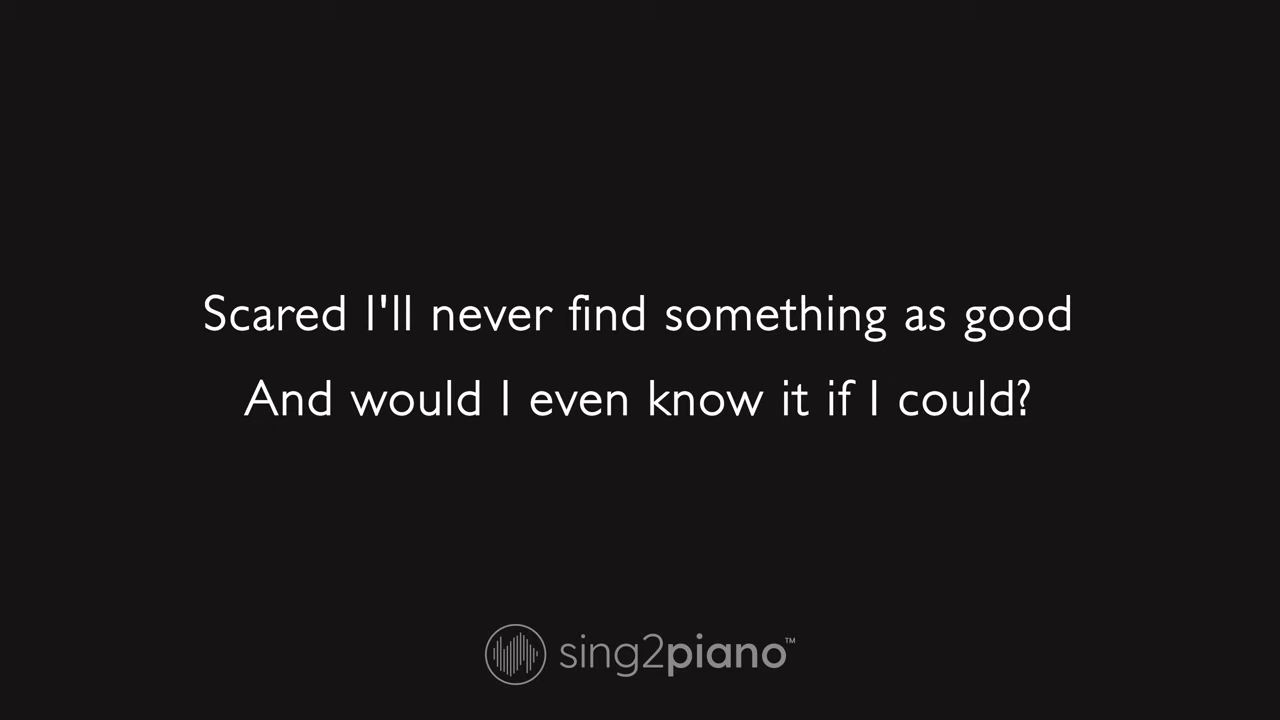 Scared I'll never find something as good
And would I even know it if I could?
sing2piano™